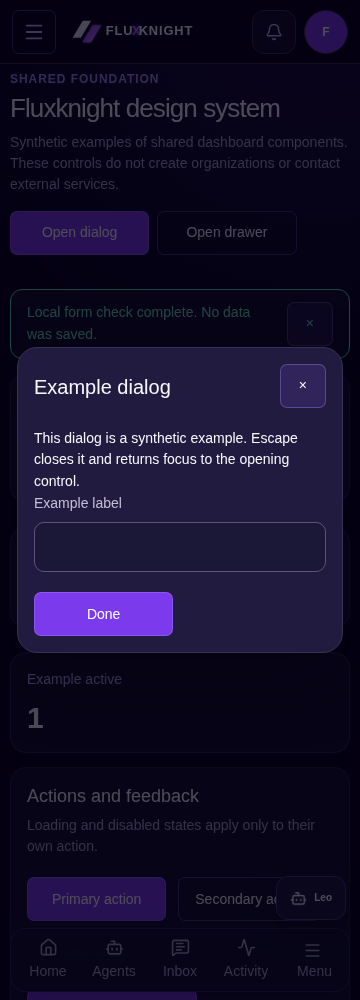 FLUXKNIGHT
F
SHARED FOUNDATION
Fluxknight design system
Synthetic examples of shared dashboard components.
These controls do not create organizations or contact
external services.
Open dialog
Open drawer
Local form check complete. No data
was saved.
×
Example dialog
×
This dialog is a synthetic example. Escape
closes it and returns focus to the opening
control.
Example label
Done
Example active
1
Actions and feedback
Loading and disabled states apply only to their
own action.
Primary action
Secondary
Leo
Home
Agents
Inbox
Activity
Menu